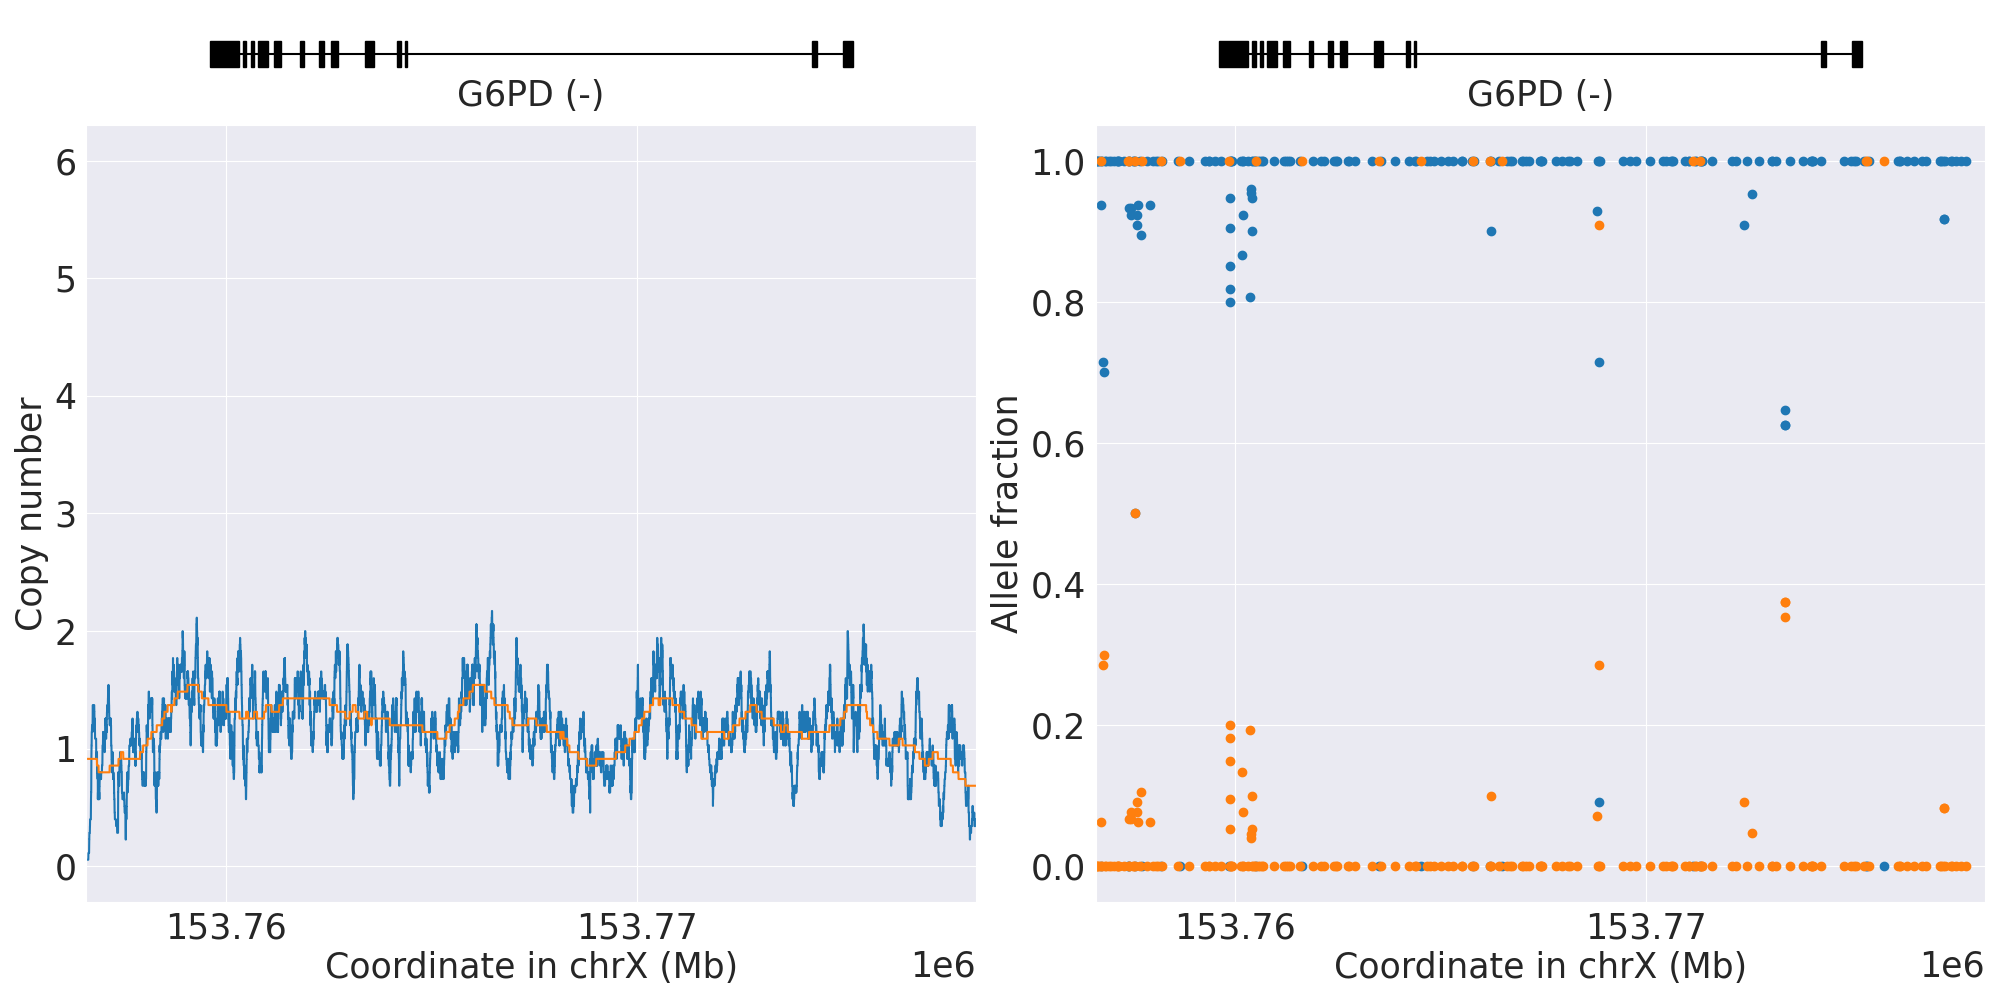 G6PD (-)
G6PD (-)
Copy number
6
5
4
3
2
1
0
153.76
153.77
Coordinate in chrX (Mb)
1e6
Allele fraction
1.0
0.8
0.6
0.4
0.2
0.0
153.76
153.77
Coordinate in chrX (Mb)
1e6